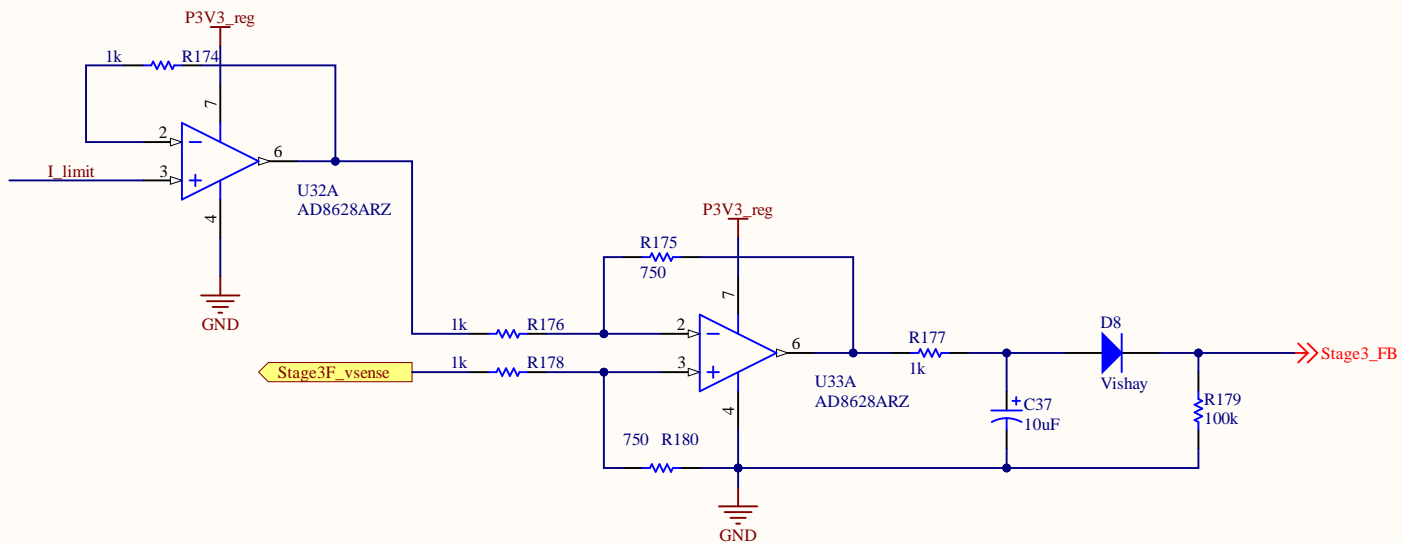 P3V3_reg
1k
R174
7
2
3
6
I_limit
4
U32A
AD8628ARZ
GND
P3V3_reg
R175
750
7
1k
R176
2
6
R177
1k
D8
Vishay
Stage3_FB
Stage3F_vsense
1k
R178
3
U33A
AD8628ARZ
4
+
C37
10uF
R179
100k
750
R180
GND